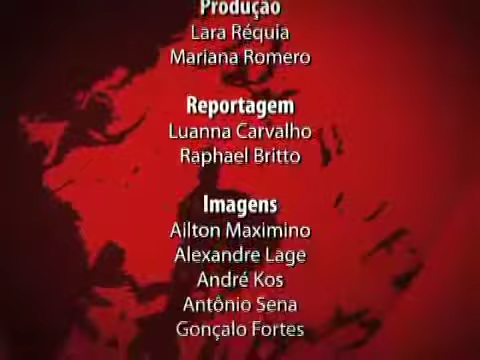 Produção
Lara Réquia
Mariana Romero
Reportagem
Luanna Carvalho
Raphael Britto
Imagens
Ailton Maximino
Alexandre Lage
André Kos
Antônio Sena
Gonçalo Fortes